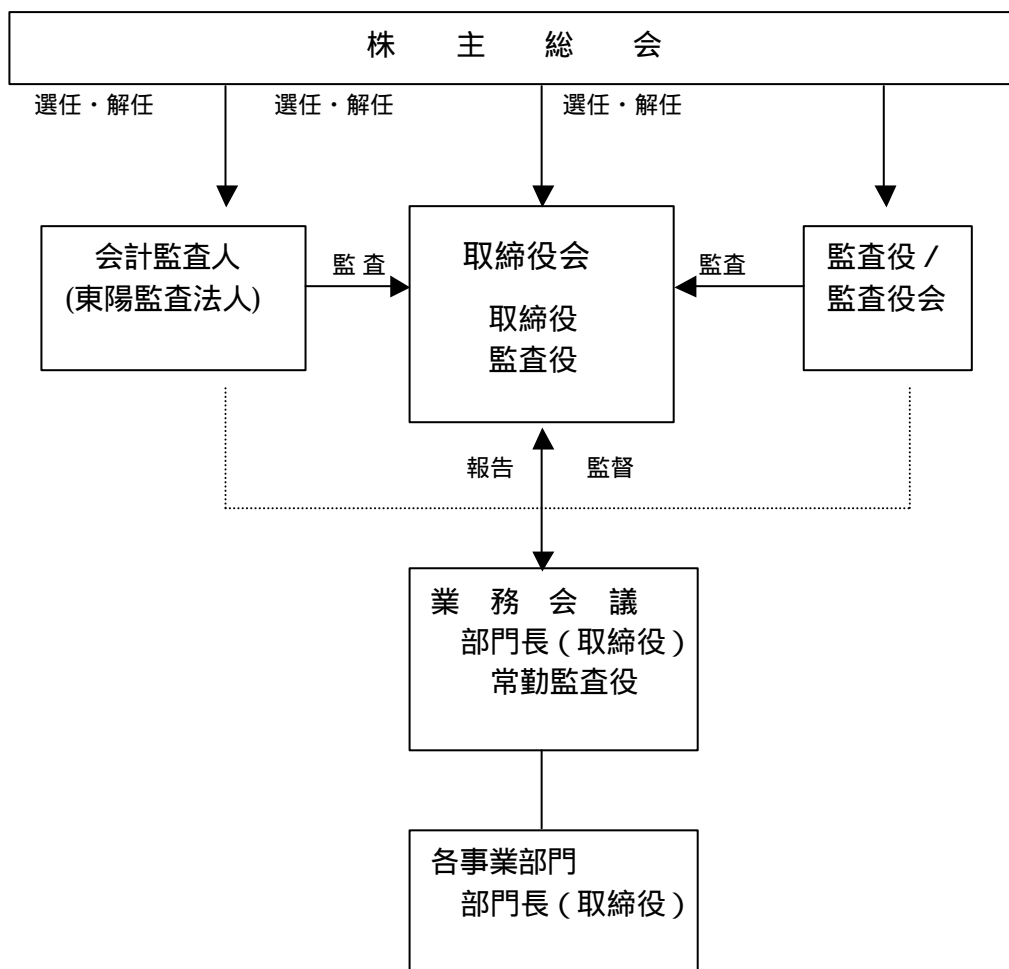 株　主　総　会
選任・解任
選任・解任
選任・解任
会計監査人
(東陽監査法人)
監 査
取締役会
取締役
監査役
監査
監査役 /
監査役会
報告
監督
業　務　会　議
部門長 ( 取締役 )
常勤監査役
各事業部門
部門長 ( 取締役 )